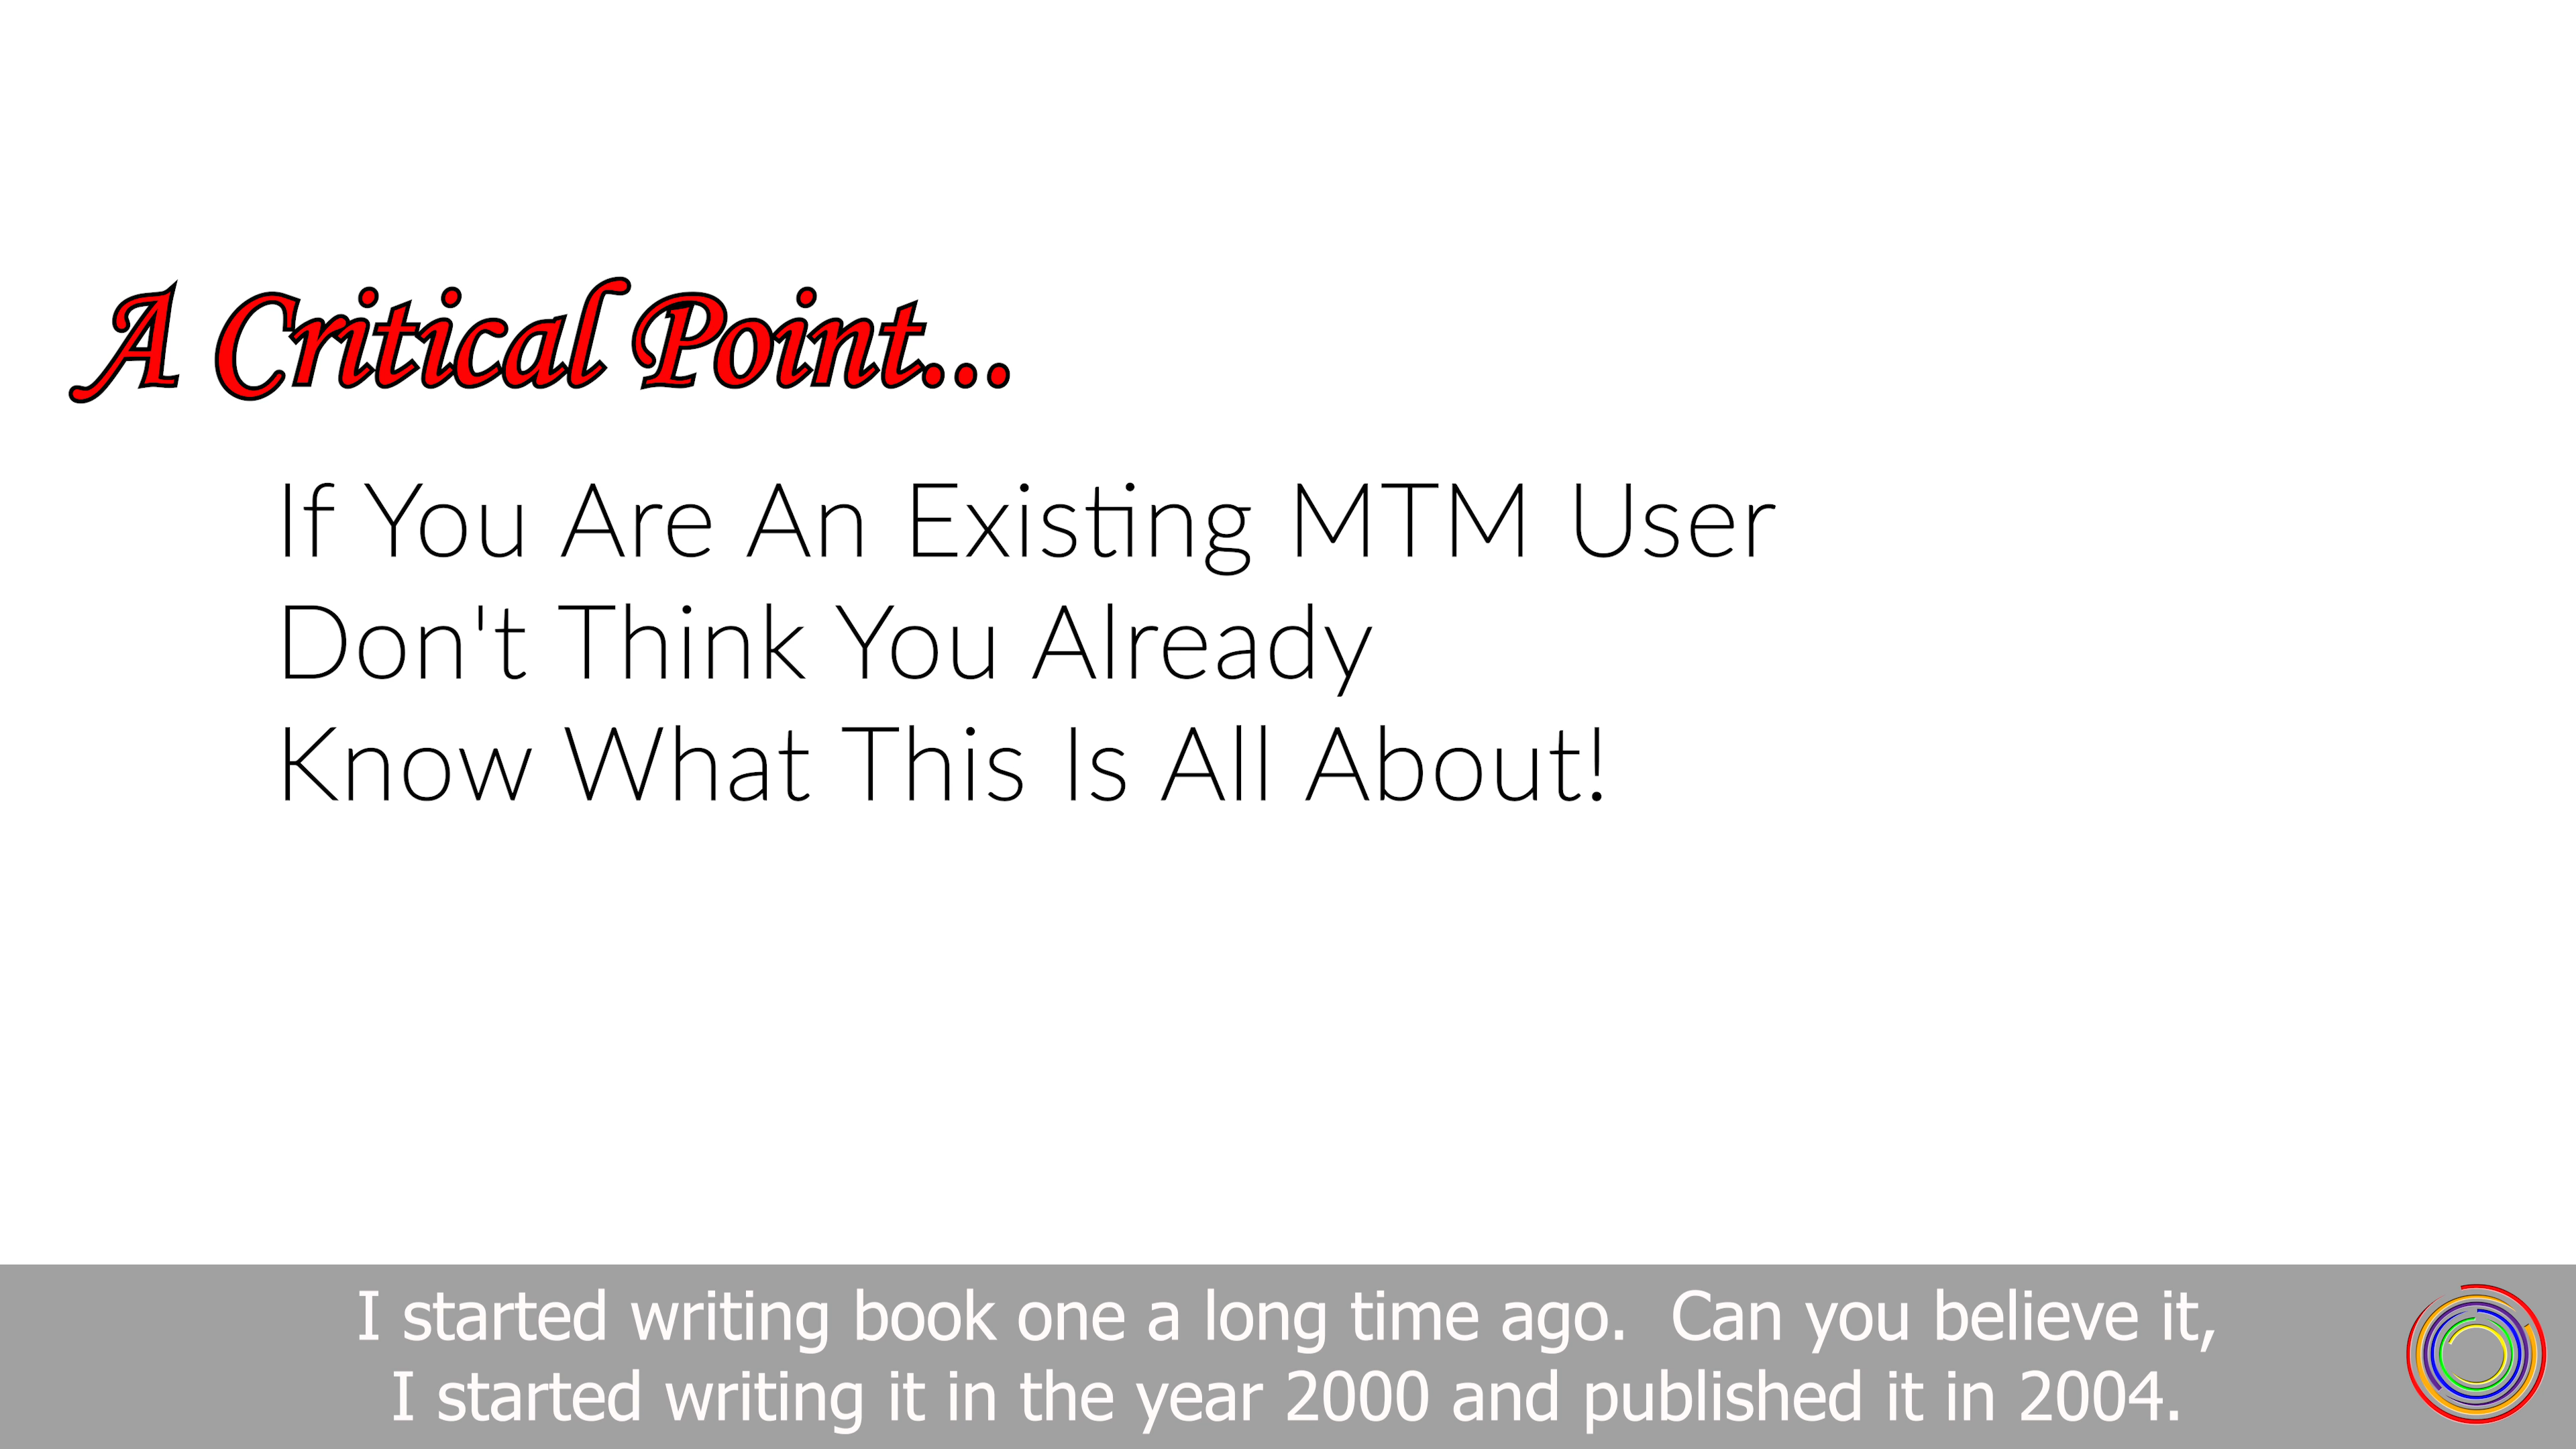 A Critical Point...
If You Are An Existing MTM User
Don't Think You Already
Know What This Is All About!
I started writing book one a long time ago.  Can you believe it,
I started writing it in the year 2000 and published it in 2004.